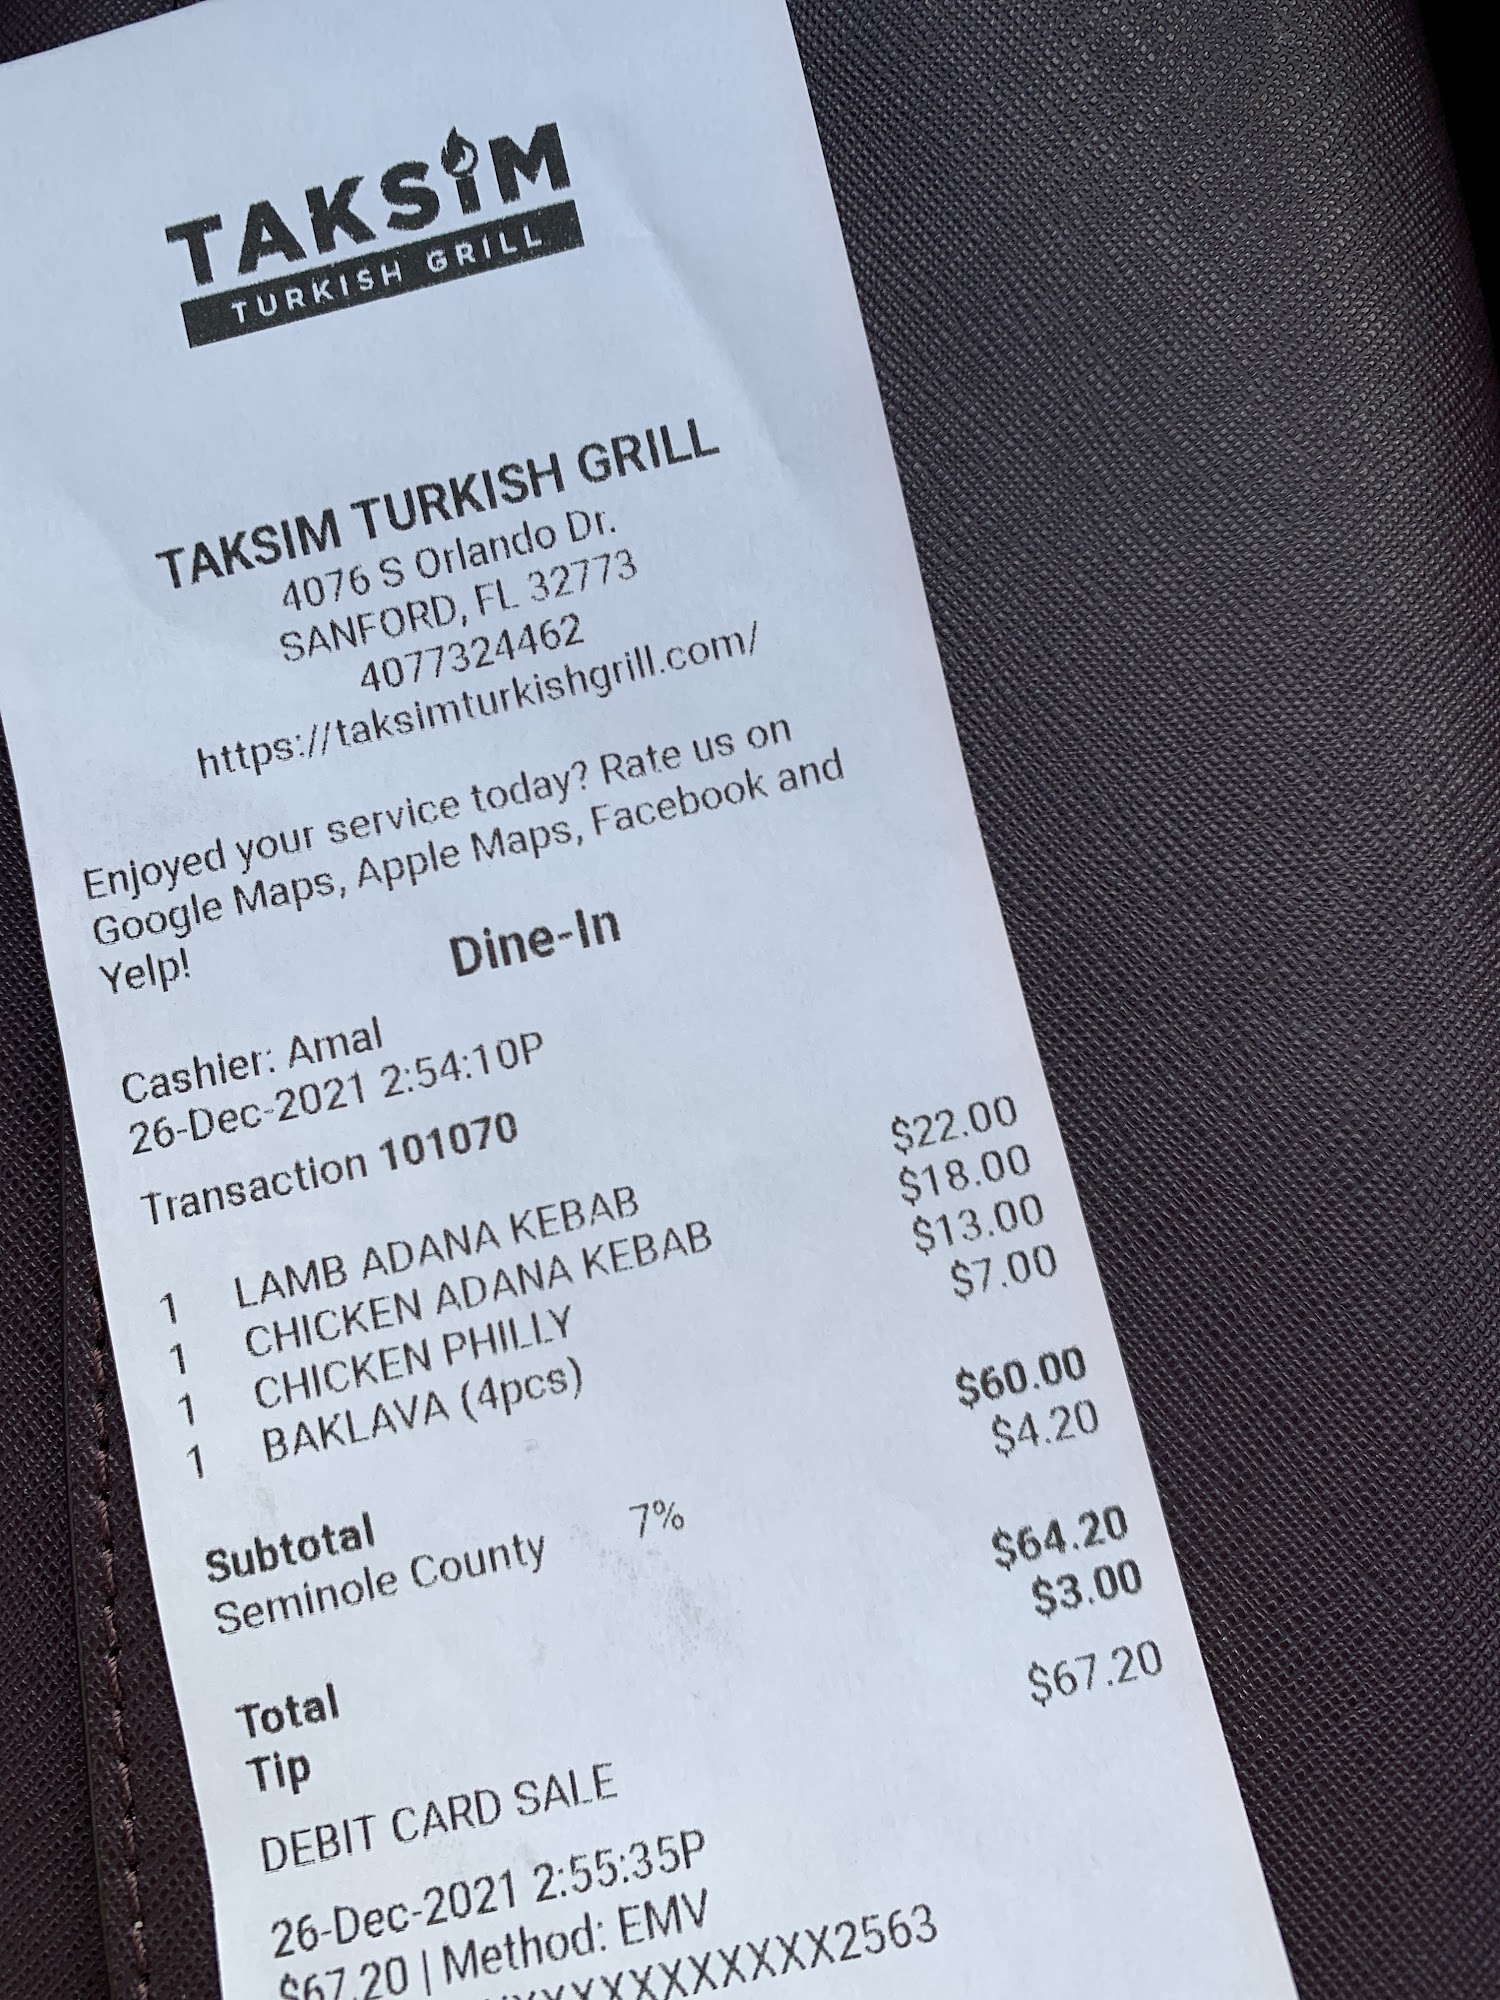 TAKSiM
TURKISH GRILL
TAKSIM TURKISH GRILL
4076 S Orlando Dr.
SANFORD, FL 32773
4077324462
https://taksimturkishgrill.com/
Enjoyed your service today? Rate us on
Google Maps, Apple Maps, Facebook and
Yelp!
Dine-In
Cashier: Amal
26-Dec-2021 2:54:10P
Transaction 101070
1 LAMB ADANA KEBAB $22.00
1 CHICKEN ADANA KEBAB $18.00
1 CHICKEN PHILLY $13.00
1 BAKLAVA (4pcs) $7.00
Subtotal $60.00
Seminole County 7% $4.20
Total $64.20
Tip $3.00
DEBIT CARD SALE $67.20
26-Dec-2021 2:55:35P
$67.20 | Method: EMV
XXXXXXXXXXXX2563